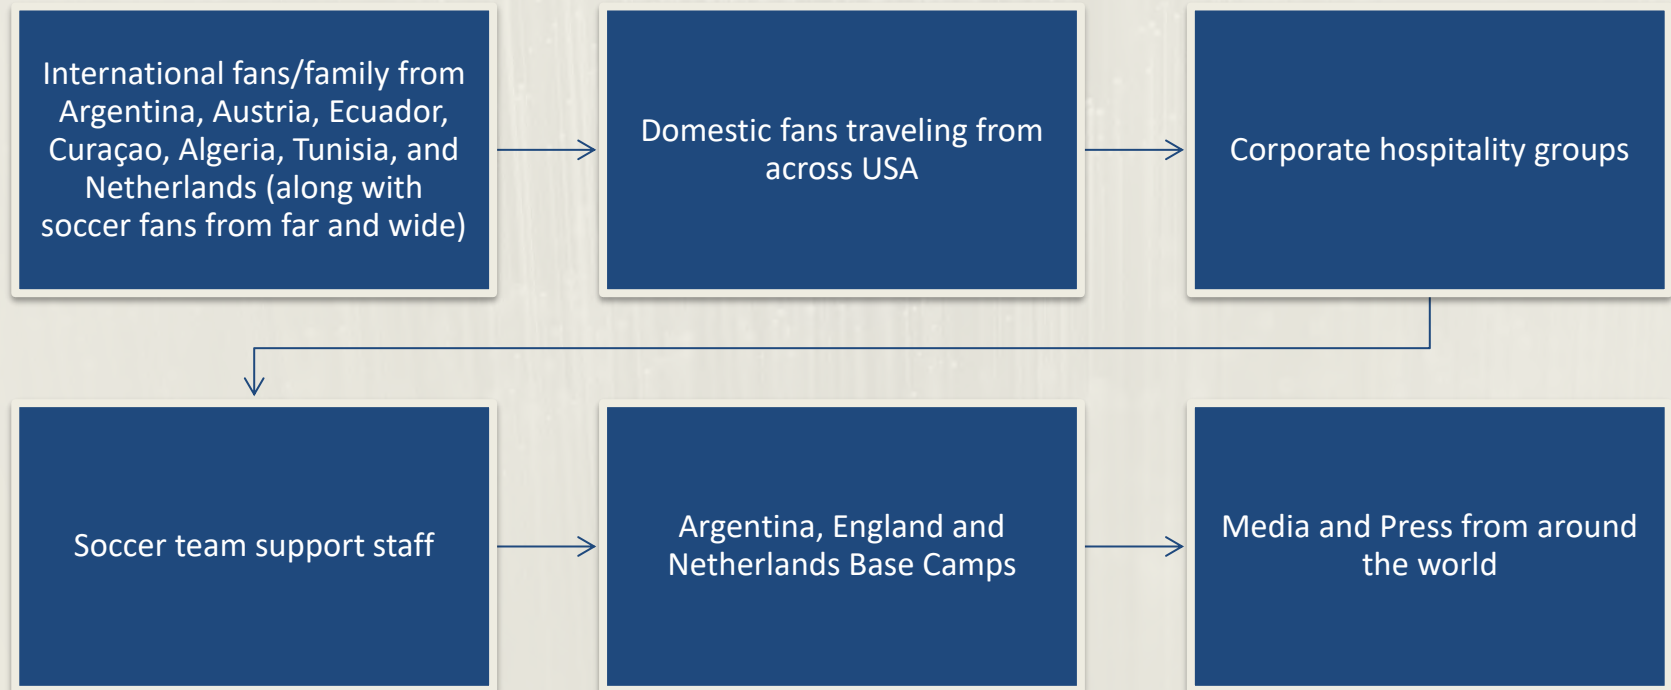 International fans/family from
Argentina, Austria, Ecuador,
Curaçao, Algeria, Tunisia, and
Netherlands (along with
soccer fans from far and wide)
Domestic fans traveling from
across USA
Corporate hospitality groups
Soccer team support staff
Argentina, England and
Netherlands Base Camps
Media and Press from around
the world